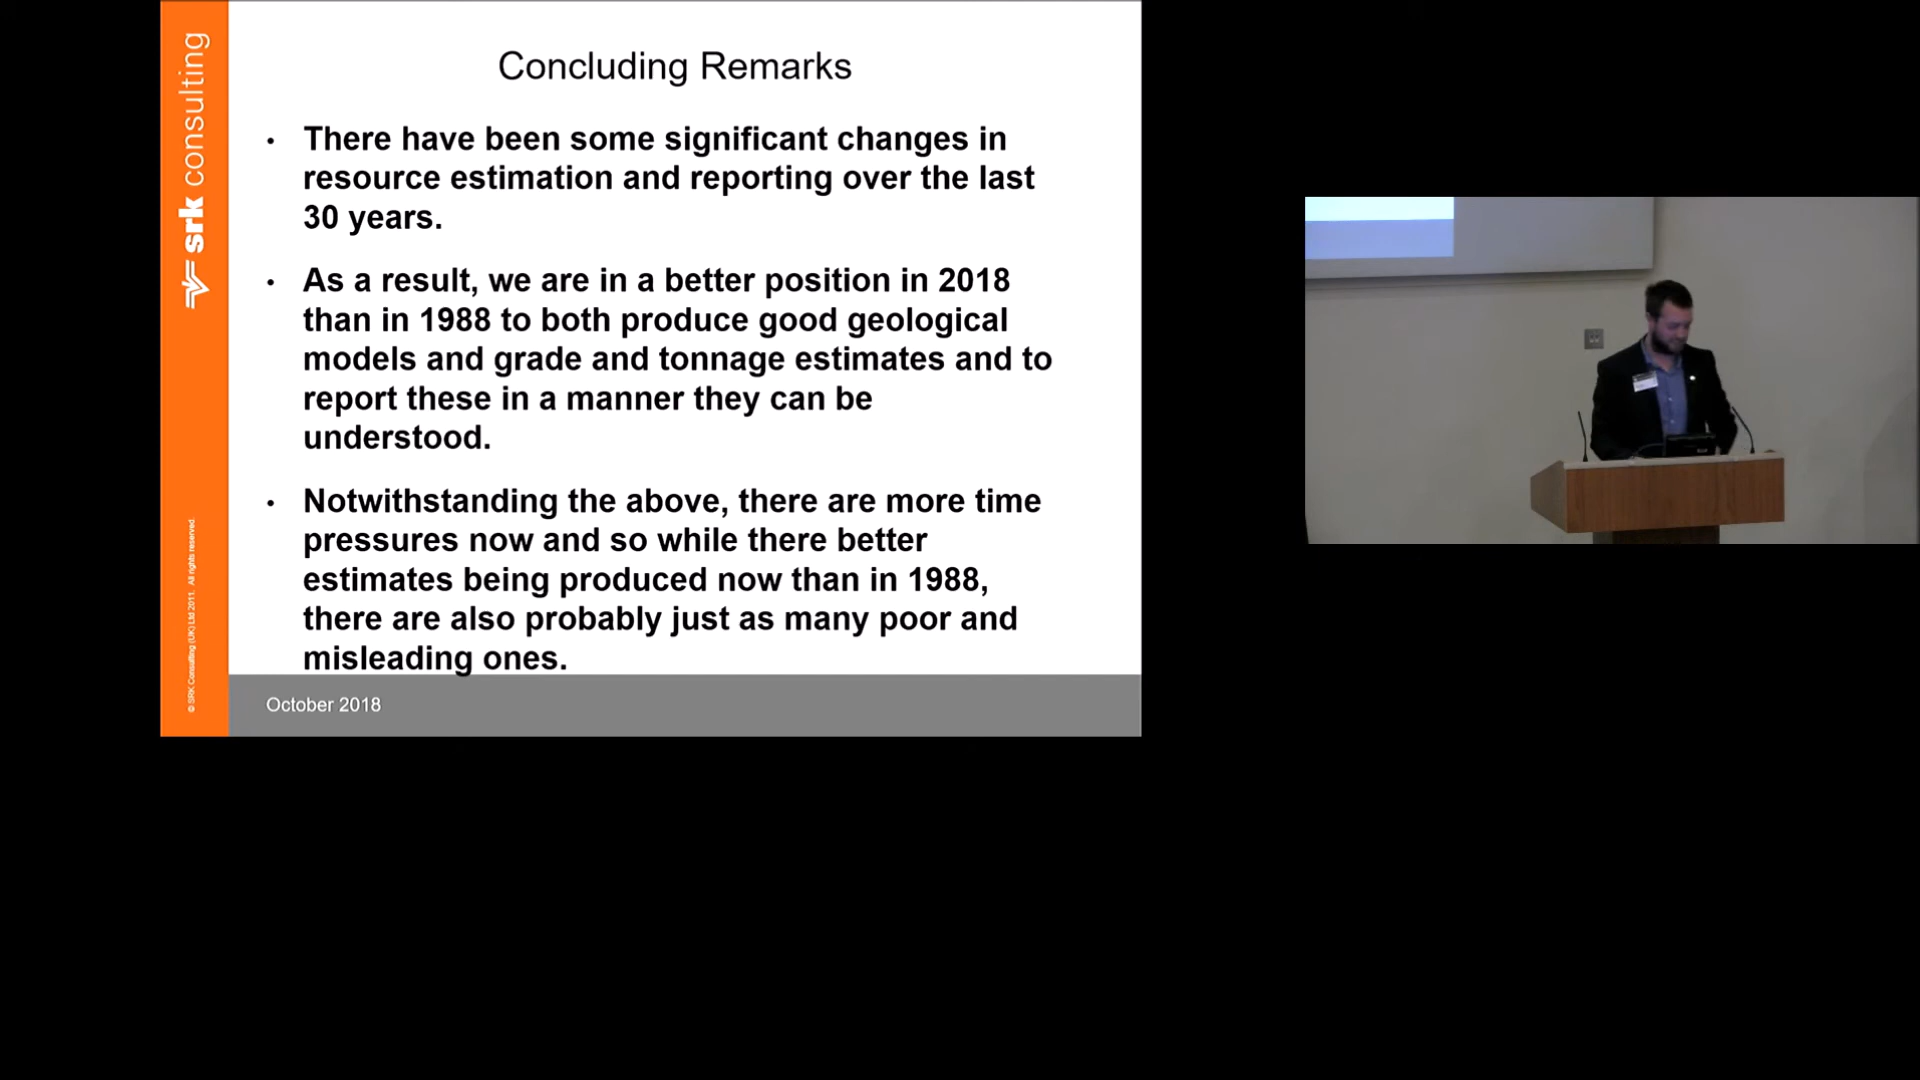 Concluding Remarks
• There have been some significant changes in
resource estimation and reporting over the last
30 years.
• As a result, we are in a better position in 2018
than in 1988 to both produce good geological
models and grade and tonnage estimates and to
report these in a manner they can be
understood.
• Notwithstanding the above, there are more time
pressures now and so while there better
estimates being produced now than in 1988,
there are also probably just as many poor and
misleading ones.
October 2018
srk consulting
© SRK Consulting (UK) Ltd 2011. All rights reserved.